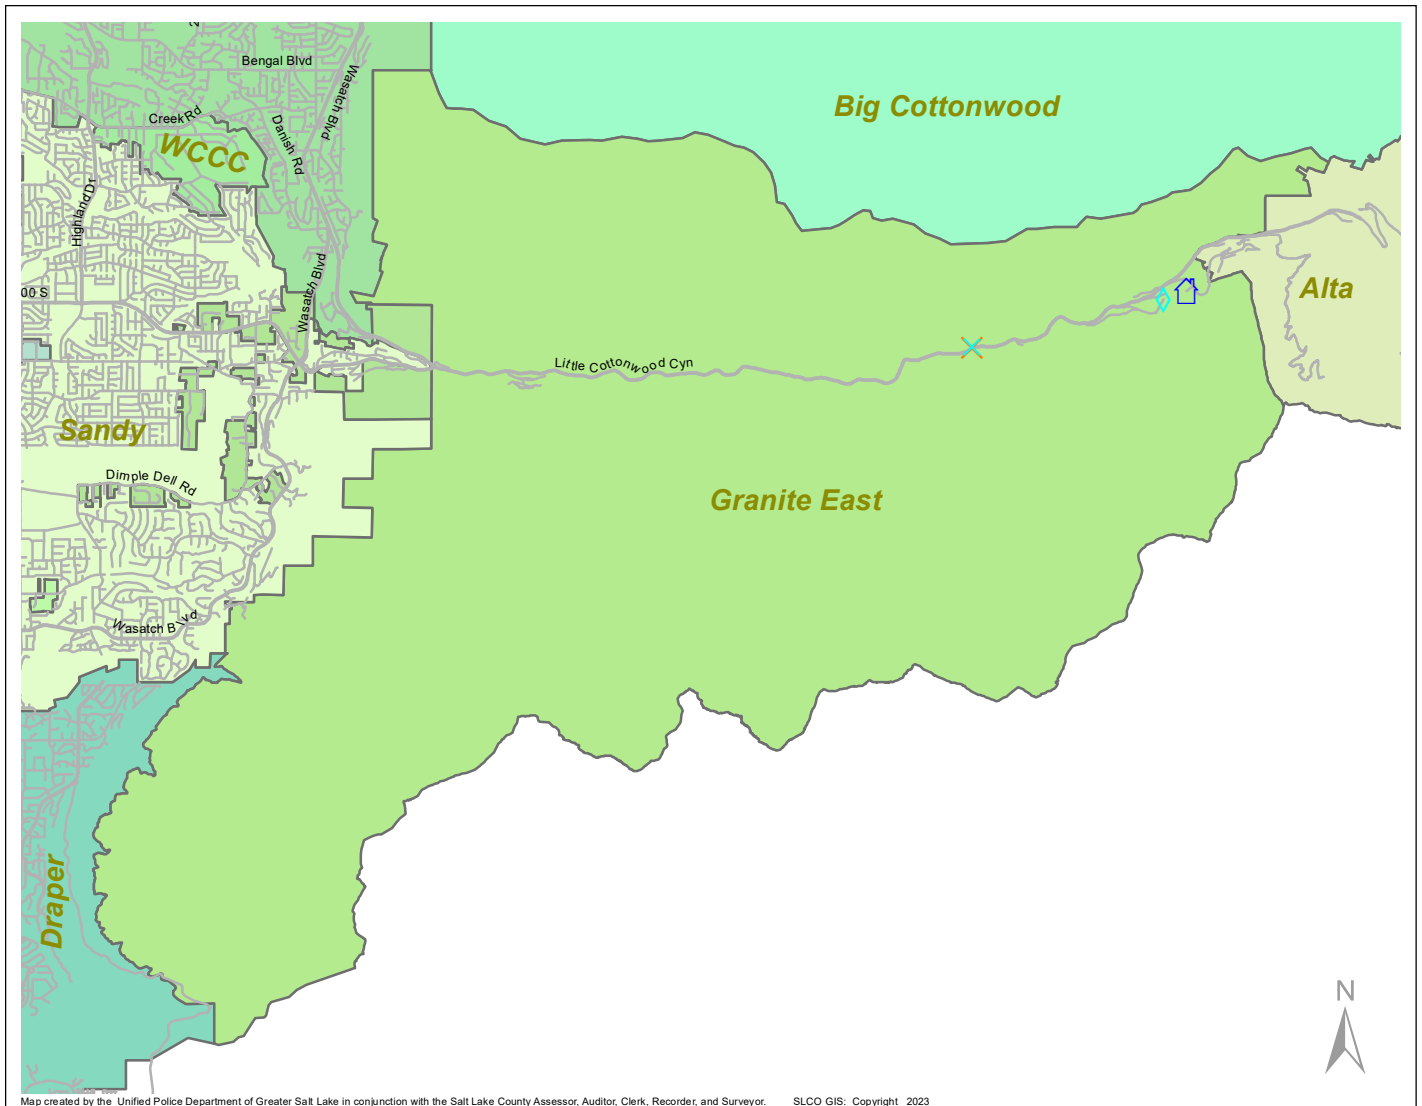 Bengal Blvd
Wasatch Blvd
Big Cottonwood
Creek Rd
Danish Rd
WCCC
Highland Dr
Wasatch Blvd
Alta
00 S
Little Cottonwood Cyn
Sandy
Dimple Dell Rd
Granite East
Wasatch Blvd
Draper
N
Map created by the Unified Police Department of Greater Salt Lake in conjunction with the Salt Lake County Assessor, Auditor, Clerk, Recorder, and Surveyor. SLCO GIS: Copyright 2023